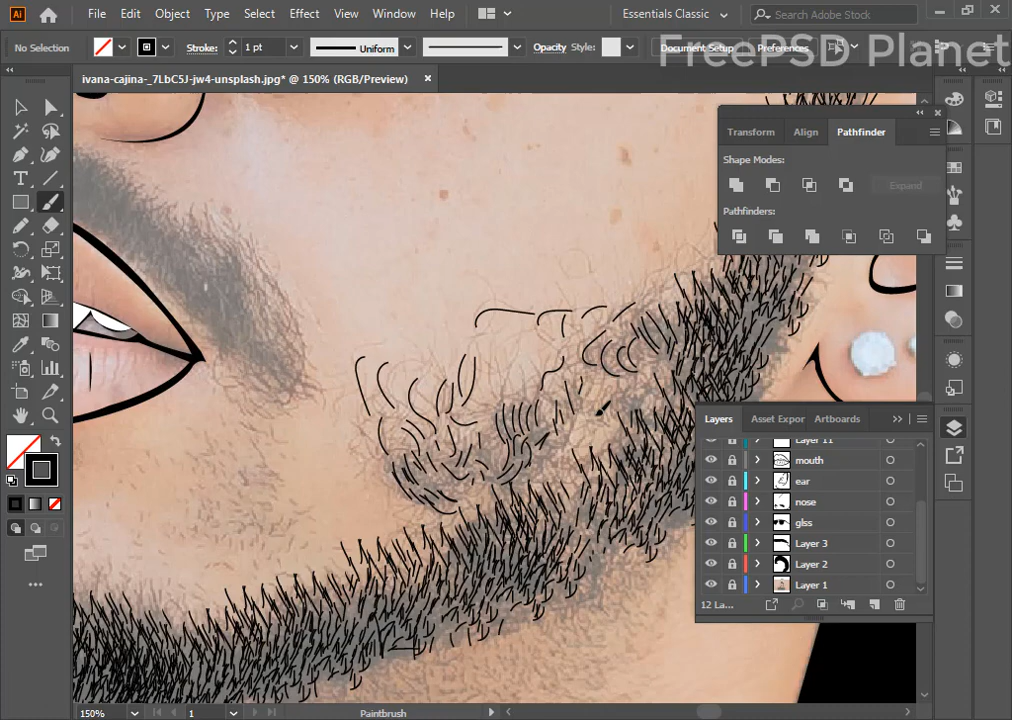 Ai File Edit Object Type Select Effect View Window Help Essentials Classic Search Adobe Stock
No Selection Stroke: 1 pt Uniform Opacity Style: Document Setup Preferences
FreePSD Planet
ivana-cajina-_7LbC5J-jw4-unsplash.jpg* @ 150% (RGB/Preview)
Transform Align Pathfinder
Shape Modes:
Expand
Pathfinders:
Layers Asset Expor Artboards
Layer 11
mouth
ear
nose
glss
Layer 3
Layer 2
Layer 1
12 La...
150% 1 Paintbrush